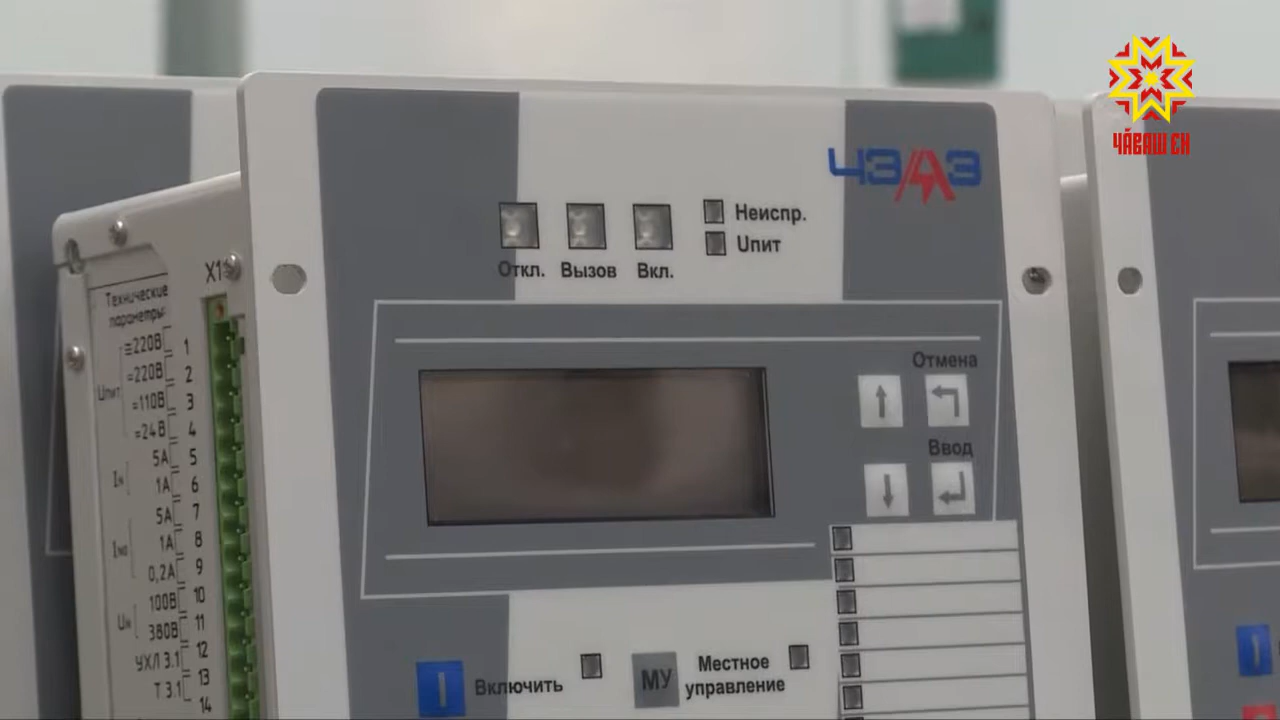 ЧӐВАШ ЕН
ЧЭАЗ
Неиспр.
Uпит
Откл. Вызов Вкл.
X1
Технические
параметры
Uпит
≅220В 1
=220В 2
=110В 3
=24В 4
Iн
5А 5
1А 6
5А 7
1А 8
0,2А 9
Uн
100В 10
380В 11
УХЛ 3.1 12
Т 3.1 13
14
Отмена
Ввод
I
Включить
МУ
Местное
управление
I